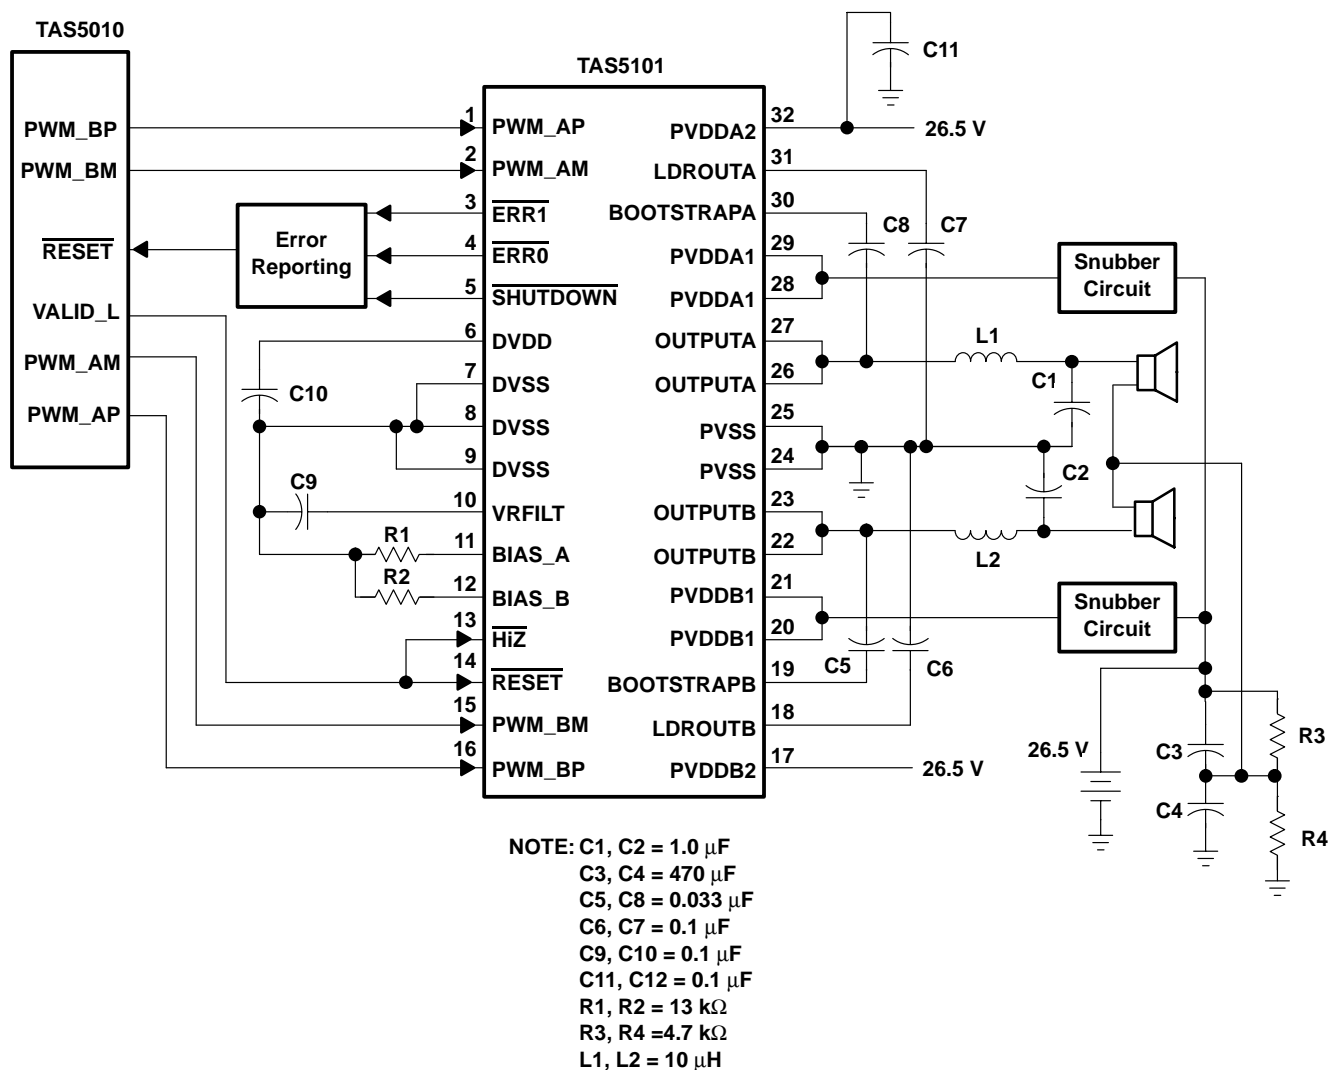 TAS5010
PWM_BP
PWM_BM
RESET
VALID_L
PWM_AM
PWM_AP
Error
Reporting
C10
C9
R1
R2
TAS5101
1 PWM_AP
2 PWM_AM
3 ERR1
4 ERR0
5 SHUTDOWN
6 DVDD
7 DVSS
8 DVSS
9 DVSS
10 VRFILT
11 BIAS_A
12 BIAS_B
13 HiZ
14 RESET
15 PWM_BM
16 PWM_BP
PVDDA2 32
LDROUTA 31
BOOTSTRAPA 30
PVDDA1 29
PVDDA1 28
OUTPUTA 27
OUTPUTA 26
PVSS 25
PVSS 24
OUTPUTB 23
OUTPUTB 22
PVDDB1 21
PVDDB1 20
BOOTSTRAPB 19
LDROUTB 18
PVDDB2 17
C11
26.5 V
C8
C7
Snubber
Circuit
L1
C1
C2
L2
Snubber
Circuit
C5
C6
26.5 V
26.5 V
C3
R3
C4
R4
NOTE: C1, C2 = 1.0 μF
C3, C4 = 470 μF
C5, C8 = 0.033 μF
C6, C7 = 0.1 μF
C9, C10 = 0.1 μF
C11, C12 = 0.1 μF
R1, R2 = 13 kΩ
R3, R4 =4.7 kΩ
L1, L2 = 10 μH